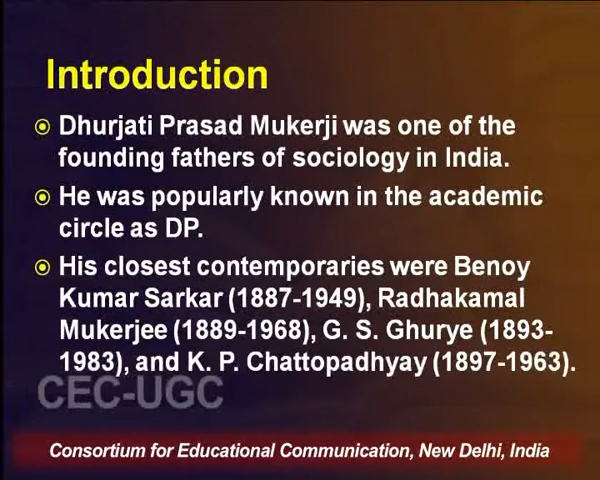 Introduction
Dhurjati Prasad Mukerji was one of the
founding fathers of sociology in India.
He was popularly known in the academic
circle as DP.
His closest contemporaries were Benoy
Kumar Sarkar (1887-1949), Radhakamal
Mukerjee (1889-1968), G. S. Ghurye (1893-
1983), and K. P. Chattopadhyay (1897-1963).
CEC-UGC
Consortium for Educational Communication, New Delhi, India